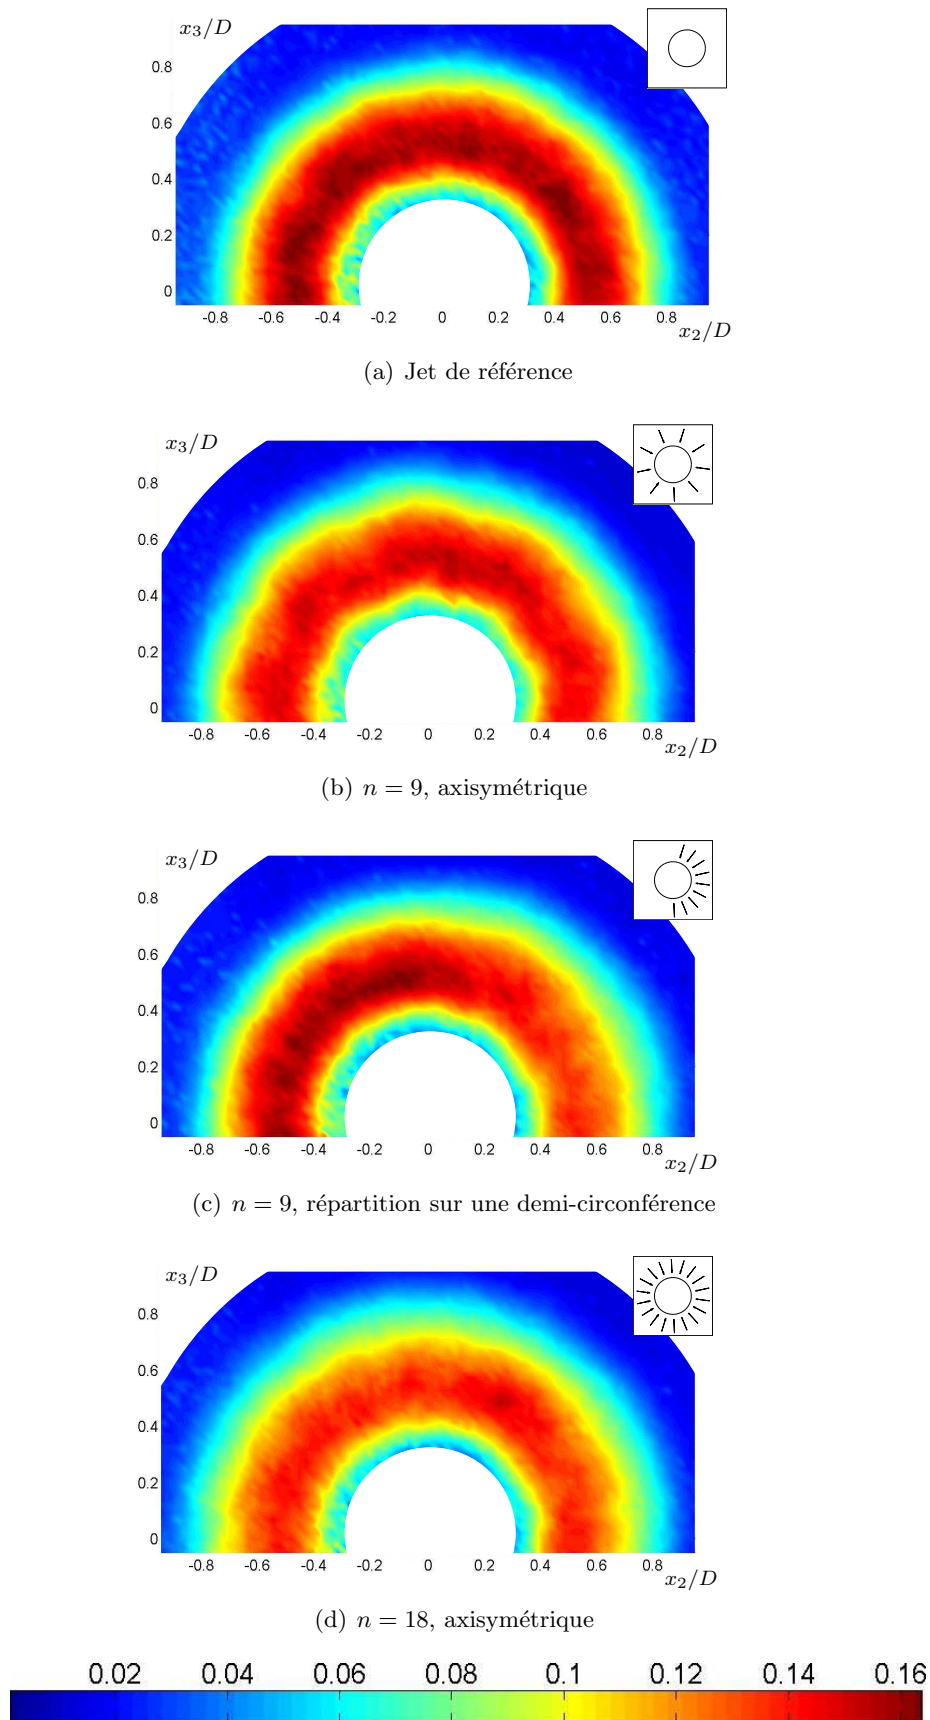 x₃/D
0.8
0.6
0.4
0.2
0
-0.8 -0.6 -0.4 -0.2 0 0.2 0.4 0.6 0.8
x₂/D
(a) Jet de référence
x₃/D
0.8
0.6
0.4
0.2
0
-0.8 -0.6 -0.4 -0.2 0 0.2 0.4 0.6 0.8
x₂/D
(b) n = 9, axisymétrique
x₃/D
0.8
0.6
0.4
0.2
0
-0.8 -0.6 -0.4 -0.2 0 0.2 0.4 0.6 0.8
x₂/D
(c) n = 9, répartition sur une demi-circonférence
x₃/D
0.8
0.6
0.4
0.2
0
-0.8 -0.6 -0.4 -0.2 0 0.2 0.4 0.6 0.8
x₂/D
(d) n = 18, axisymétrique
0.02 0.04 0.06 0.08 0.1 0.12 0.14 0.16